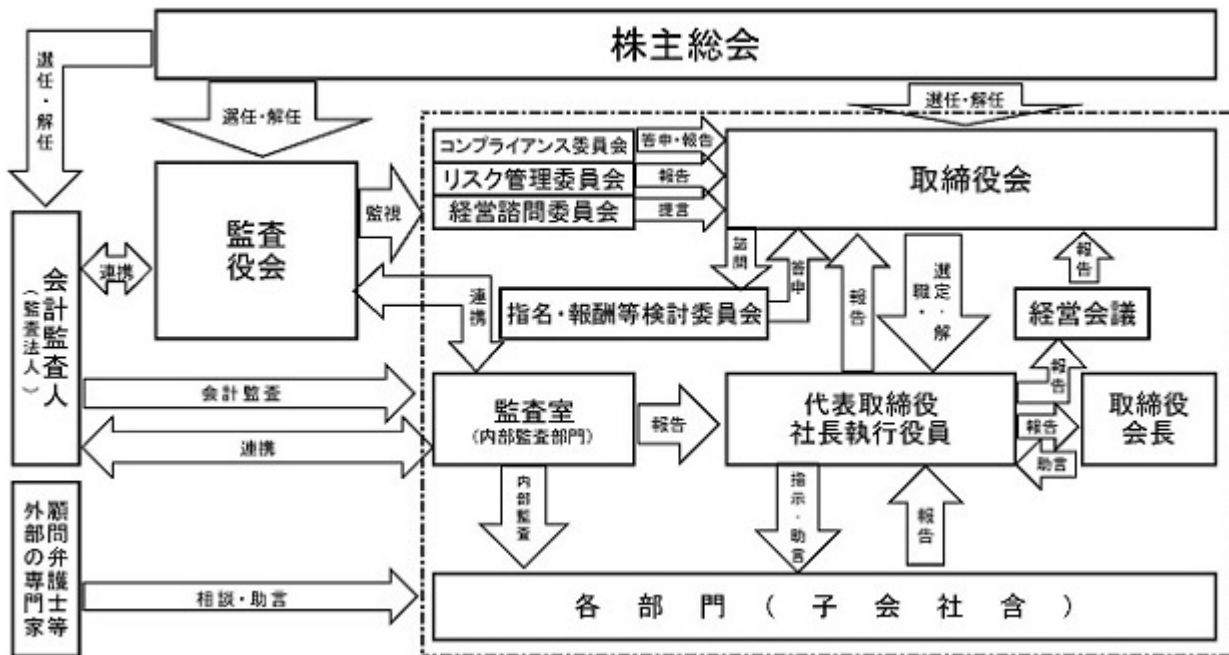 株主総会
選任・解任
選任・解任
選任・解任
コンプライアンス委員会
答申・報告
リスク管理委員会
報告
経営諮問委員会
提言
取締役会
監査
役会
監視
会計監査人
（監査法人）
連携
諮問
答申
連携
指名・報酬等検討委員会
報告
選定・解
職・
報告
経営会議
会計監査
監査室
（内部監査部門）
報告
代表取締役
社長執行役員
報告
報告
助言
取締役
会長
連携
内部監査
指示・助言
報告
顧問弁護士等
外部の専門家
相談・助言
各部門（子会社含）